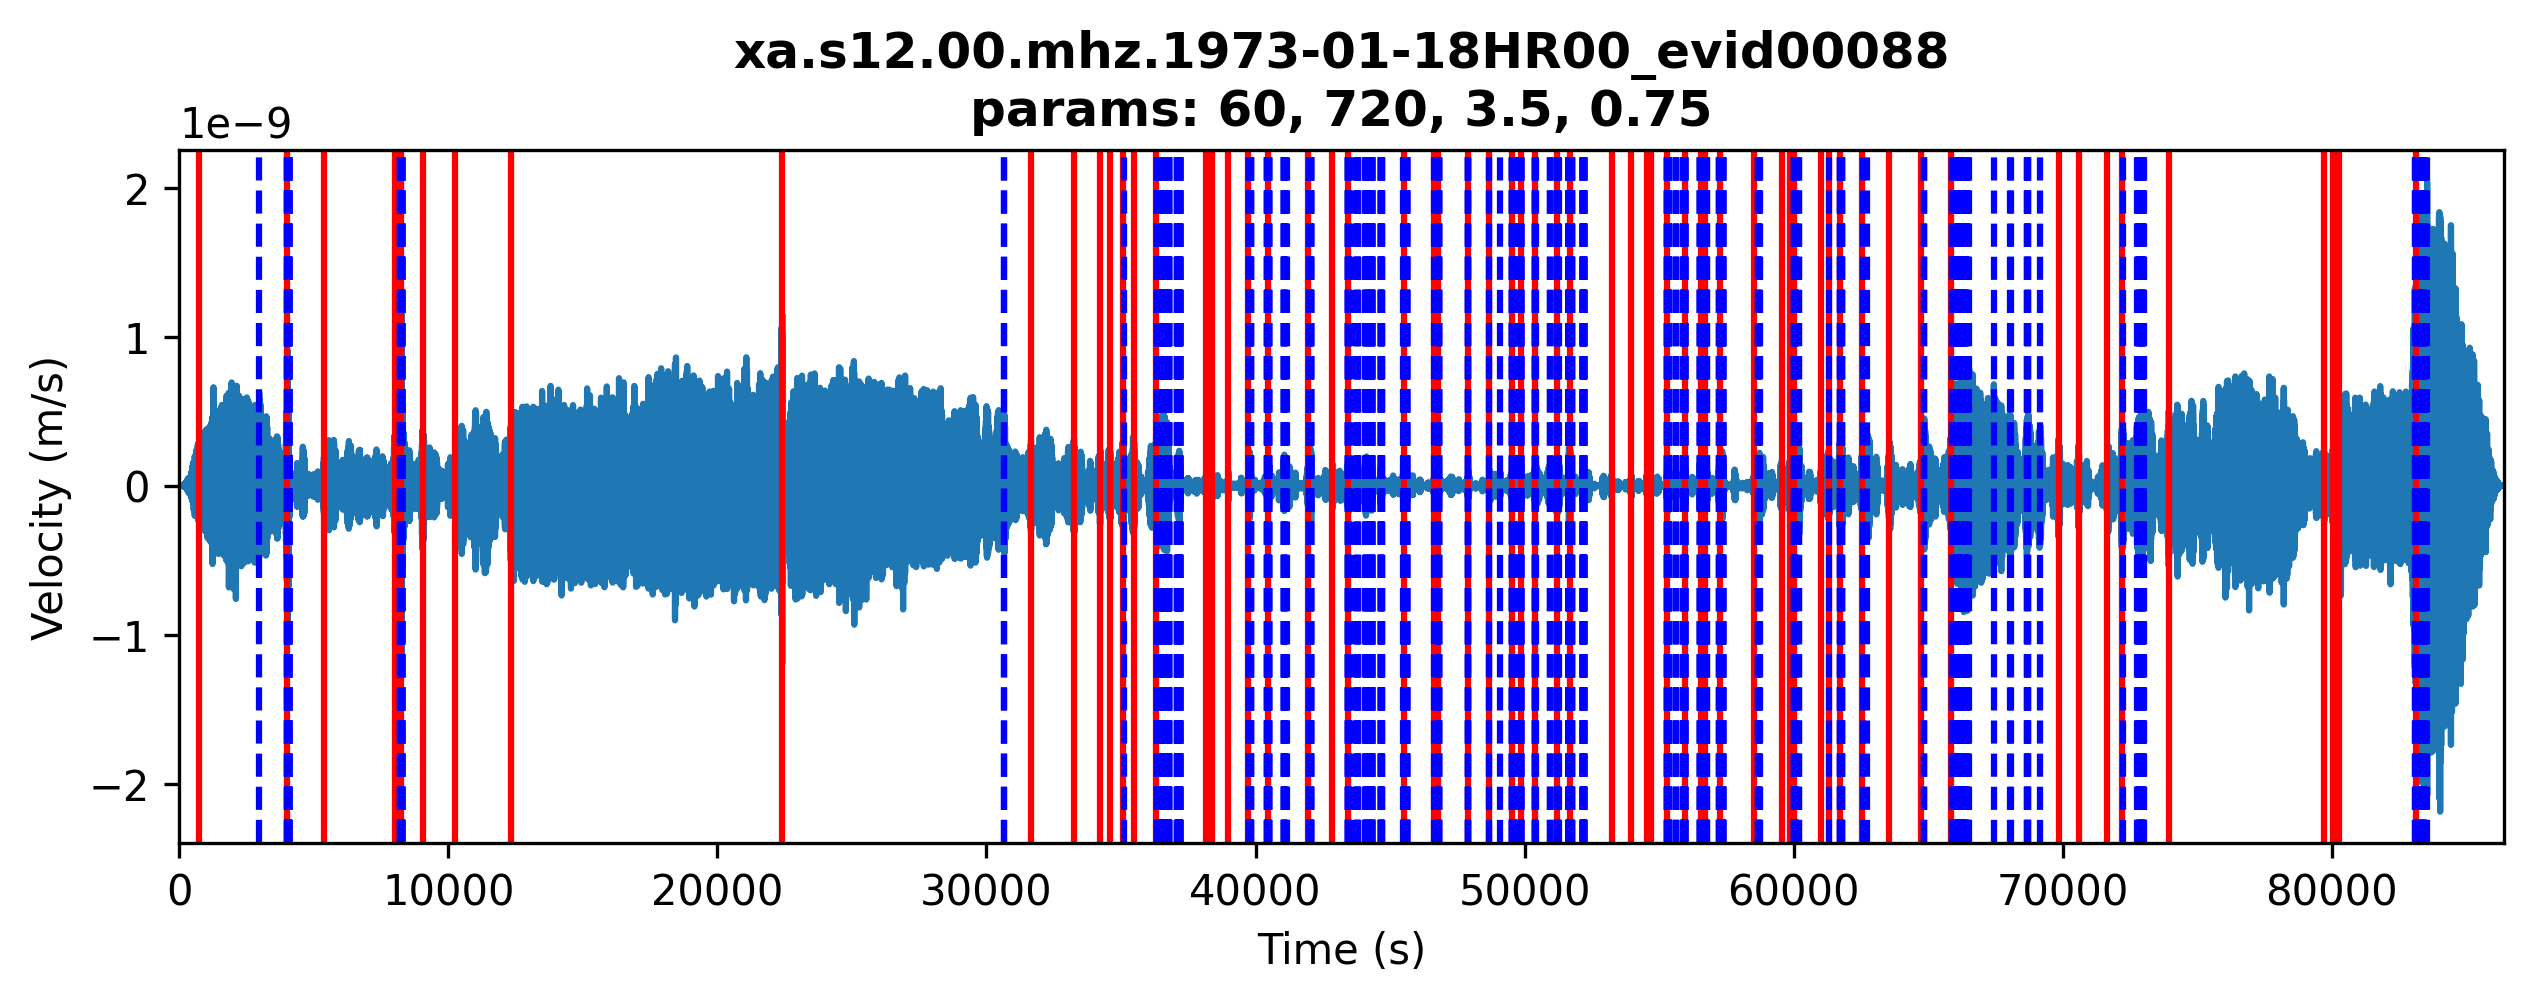 xa.s12.00.mhz.1973-01-18HR00_evid00088
params: 60, 720, 3.5, 0.75
1e−9
2
1
0
−1
−2
Velocity (m/s)
0 10000 20000 30000 40000 50000 60000 70000 80000
Time (s)